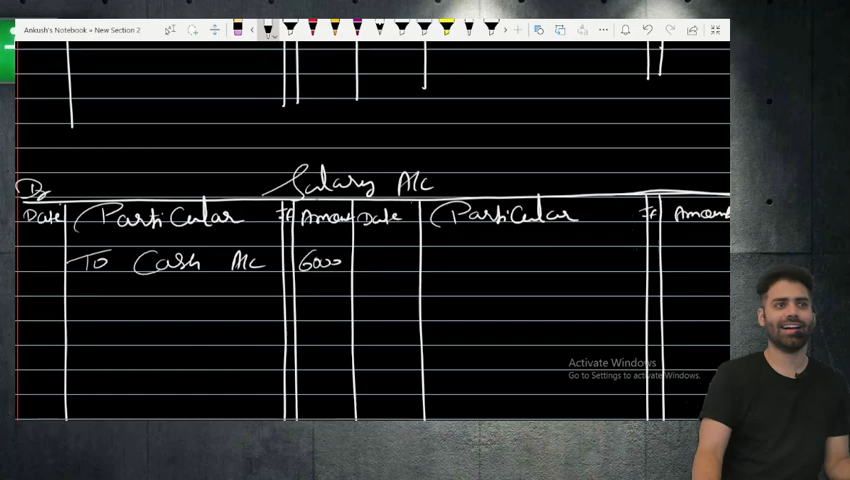 Ankush's Notebook » New Section 2
Salary A/c
Dr
Date Particular Jf Amount Date Particular Jf Amount
To Cash A/c 6000
Activate Windows
Go to Settings to activate Windows.